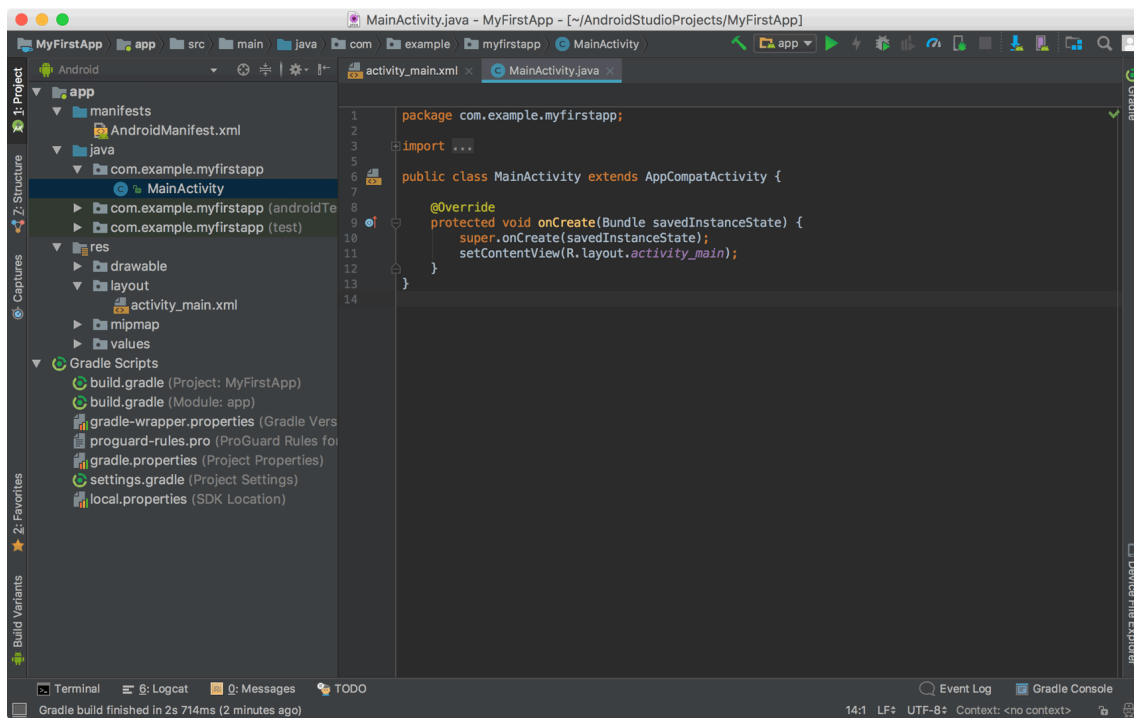 MainActivity.java - MyFirstApp - [~/AndroidStudioProjects/MyFirstApp]
MyFirstApp app src main java com example myfirstapp MainActivity app
1: Project
Z: Structure
Captures
2: Favorites
Build Variants
Android
app
manifests
AndroidManifest.xml
java
com.example.myfirstapp
MainActivity
com.example.myfirstapp (androidTe
com.example.myfirstapp (test)
res
drawable
layout
activity_main.xml
mipmap
values
Gradle Scripts
build.gradle (Project: MyFirstApp)
build.gradle (Module: app)
gradle-wrapper.properties (Gradle Vers
proguard-rules.pro (ProGuard Rules for
gradle.properties (Project Properties)
settings.gradle (Project Settings)
local.properties (SDK Location)
activity_main.xml MainActivity.java
1 package com.example.myfirstapp;
2
3 import ...
5
6 public class MainActivity extends AppCompatActivity {
7
8 @Override
9 protected void onCreate(Bundle savedInstanceState) {
10 super.onCreate(savedInstanceState);
11 setContentView(R.layout.activity_main);
12 }
13 }
14
Gradle
Device File Explorer
Terminal 6: Logcat 0: Messages TODO Event Log Gradle Console
Gradle build finished in 2s 714ms (2 minutes ago) 14:1 LF UTF-8 Context: <no context>